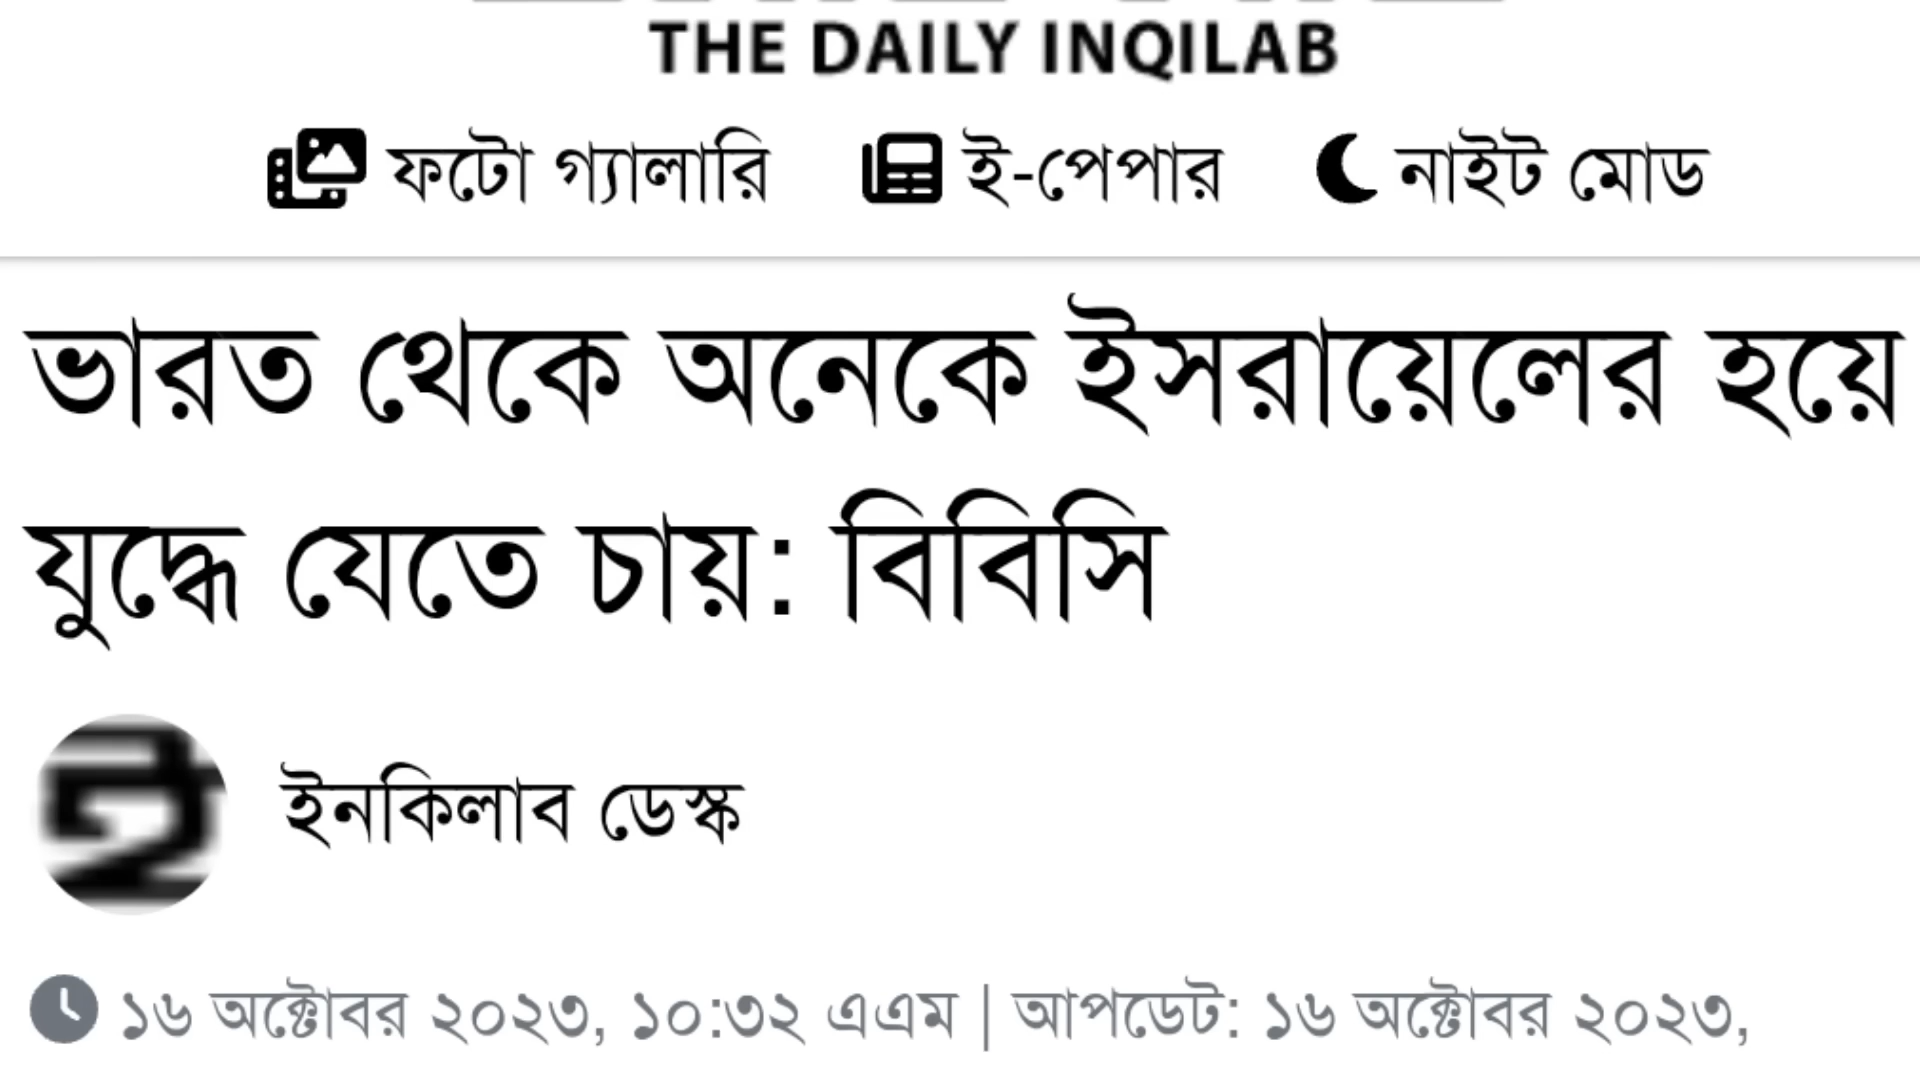 THE DAILY INQILAB
ফটো গ্যালারি ই-পেপার নাইট মোড
ভারত থেকে অনেকে ইসরায়েলের হয়ে
যুদ্ধে যেতে চায়: বিবিসি
ইনকিলাব ডেস্ক
১৬ অক্টোবর ২০২৩, ১০:৩২ এএম | আপডেট: ১৬ অক্টোবর ২০২৩,